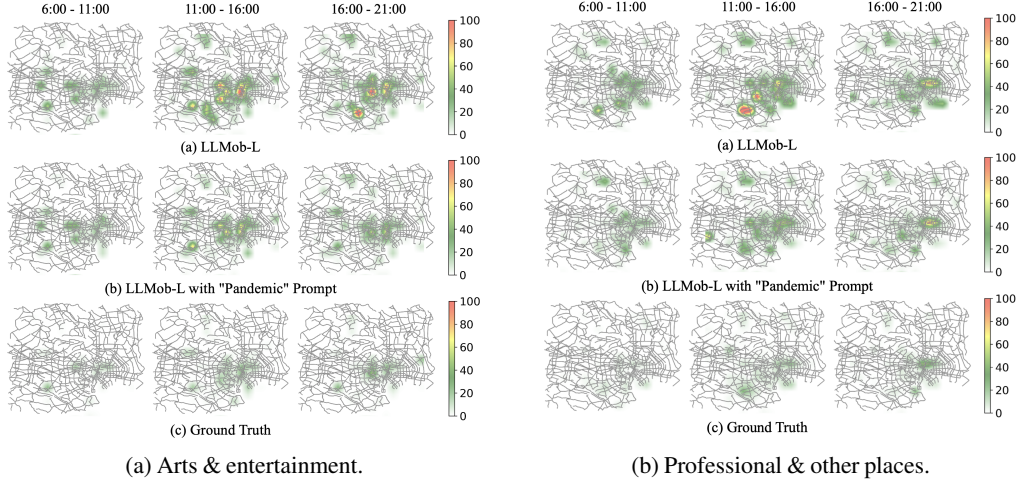 6:00 - 11:00
11:00 - 16:00
16:00 - 21:00
100
80
60
40
20
0
(a) LLMob-L
100
80
60
40
20
0
(b) LLMob-L with "Pandemic" Prompt
100
80
60
40
20
0
(c) Ground Truth
(a) Arts & entertainment.
6:00 - 11:00
11:00 - 16:00
16:00 - 21:00
100
80
60
40
20
0
(a) LLMob-L
100
80
60
40
20
0
(b) LLMob-L with "Pandemic" Prompt
100
80
60
40
20
0
(c) Ground Truth
(b) Professional & other places.